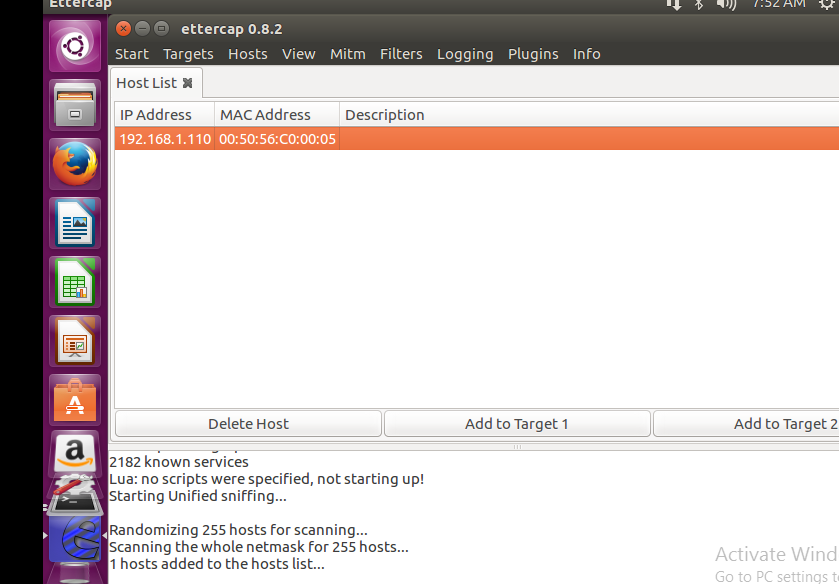 Ettercap
7:52 AM
ettercap 0.8.2
Start Targets Hosts View Mitm Filters Logging Plugins Info
Host List
IP Address MAC Address Description
192.168.1.110 00:50:56:C0:00:05
Delete Host Add to Target 1 Add to Target 2
2182 known services
Lua: no scripts were specified, not starting up!
Starting Unified sniffing...
Randomizing 255 hosts for scanning...
Scanning the whole netmask for 255 hosts...
1 hosts added to the hosts list...
Activate Wind
Go to PC settings t